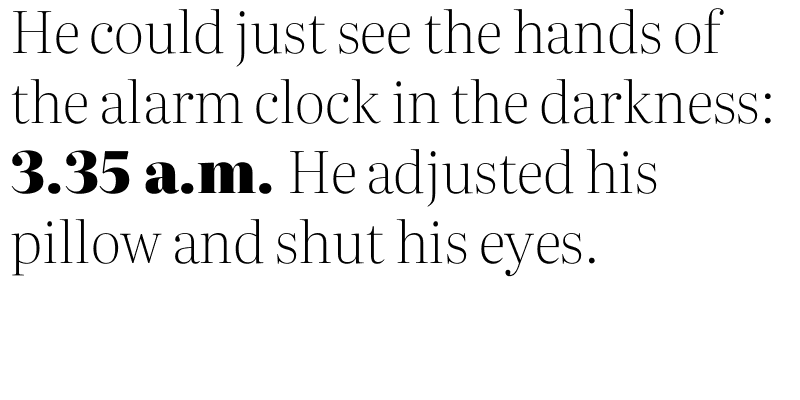 He could just see the hands of
the alarm clock in the darkness:
3.35 a.m. He adjusted his
pillow and shut his eyes.